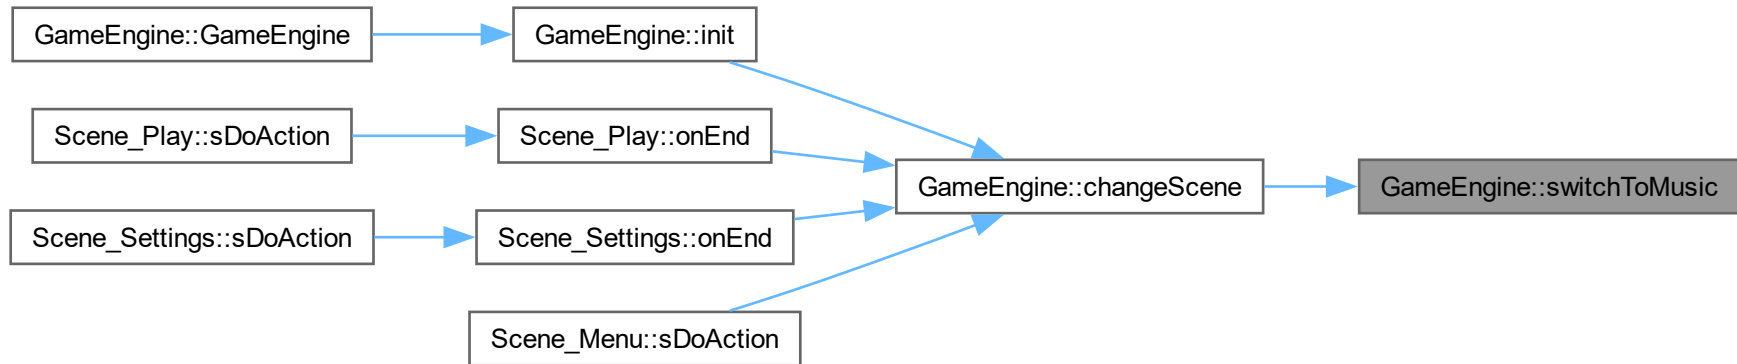 GameEngine::GameEngine
GameEngine::init
Scene_Play::sDoAction
Scene_Play::onEnd
GameEngine::changeScene
GameEngine::switchToMusic
Scene_Settings::sDoAction
Scene_Settings::onEnd
Scene_Menu::sDoAction